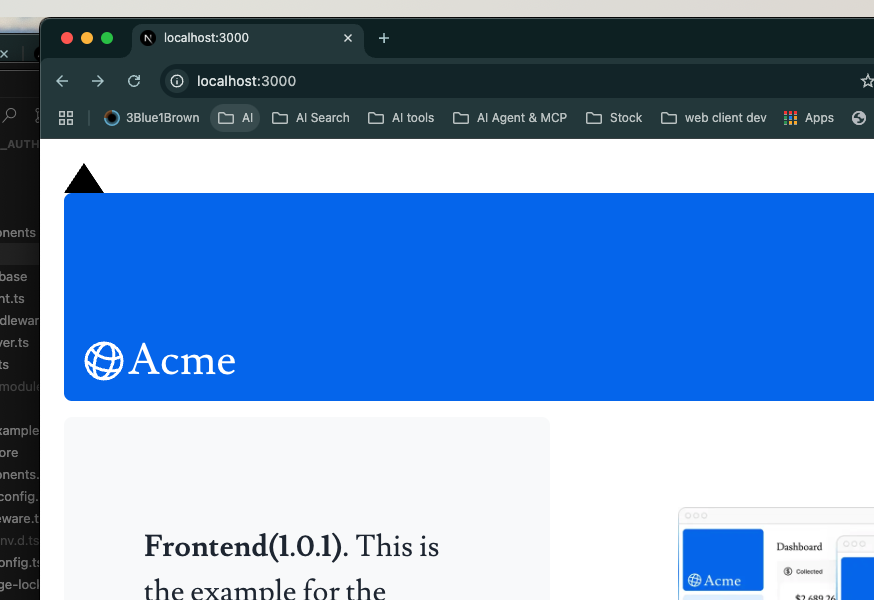 localhost:3000
localhost:3000
3Blue1Brown
AI
AI Search
AI tools
AI Agent & MCP
Stock
web client dev
Apps
_AUTH
onents
base
nt.ts
dlewar
ver.ts
ts
module
xample
ore
onents.
config.
eware.t
nv.d.ts
onfig.ts
ge-locl
Acme
Frontend(1.0.1). This is
the example for the
Acme
Dashboard
Collected
$2,689.26